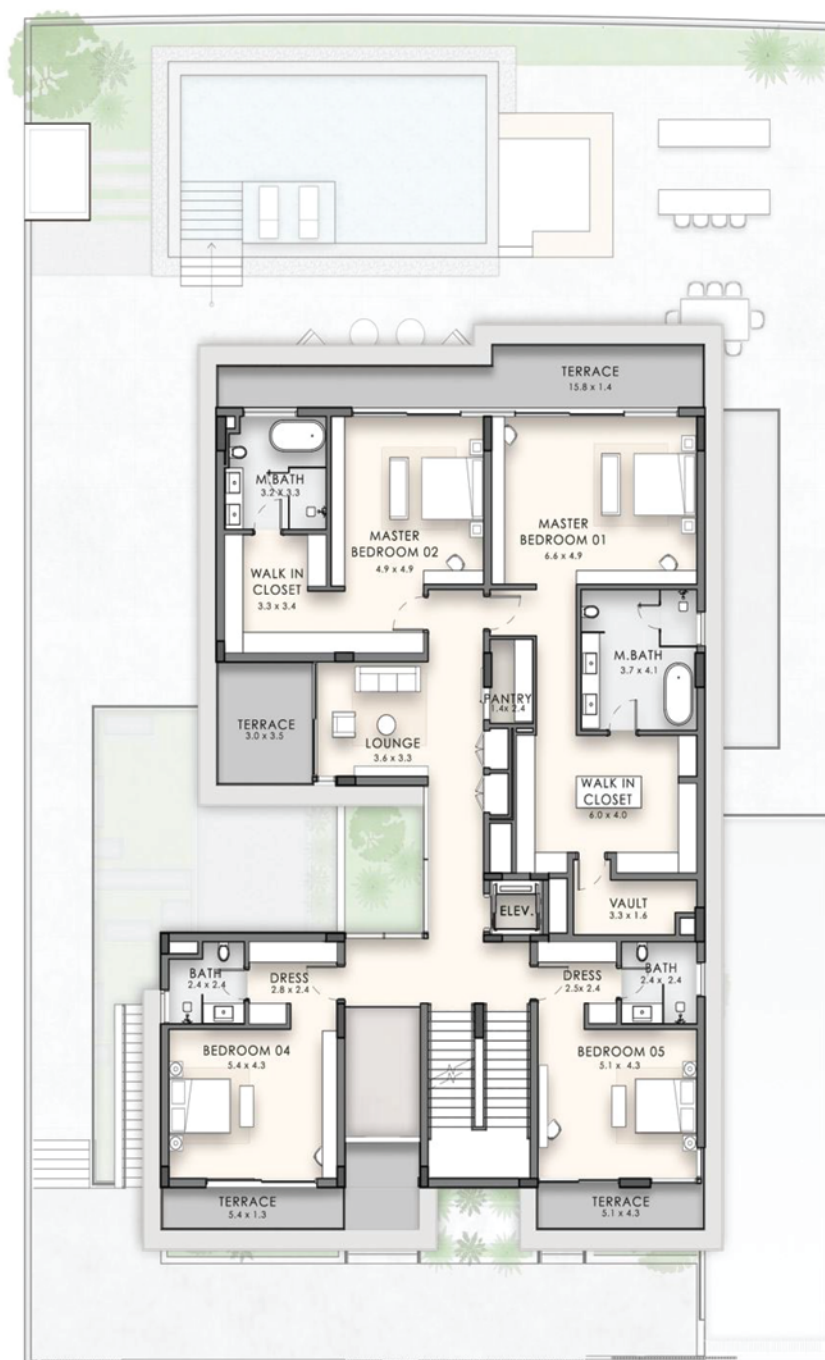 TERRACE
15.8 x 1.4
M.BATH
3.2 x 3.3
MASTER
BEDROOM 02
4.9 x 4.9
MASTER
BEDROOM 01
6.6 x 4.9
WALK IN
CLOSET
3.3 x 3.4
M.BATH
3.7 x 4.1
PANTRY
1.4x 2.4
TERRACE
3.0 x 3.5
LOUNGE
3.6 x 3.3
WALK IN
CLOSET
6.0 x 4.0
ELEV.
VAULT
3.3 x 1.6
BATH
2.4 x 2.4
DRESS
2.8 x 2.4
DRESS
2.5x 2.4
BATH
2.4x 2.4
BEDROOM 04
5.4 x 4.3
BEDROOM 05
5.1 x 4.3
TERRACE
5.4 x 1.3
TERRACE
5.1 x 4.3